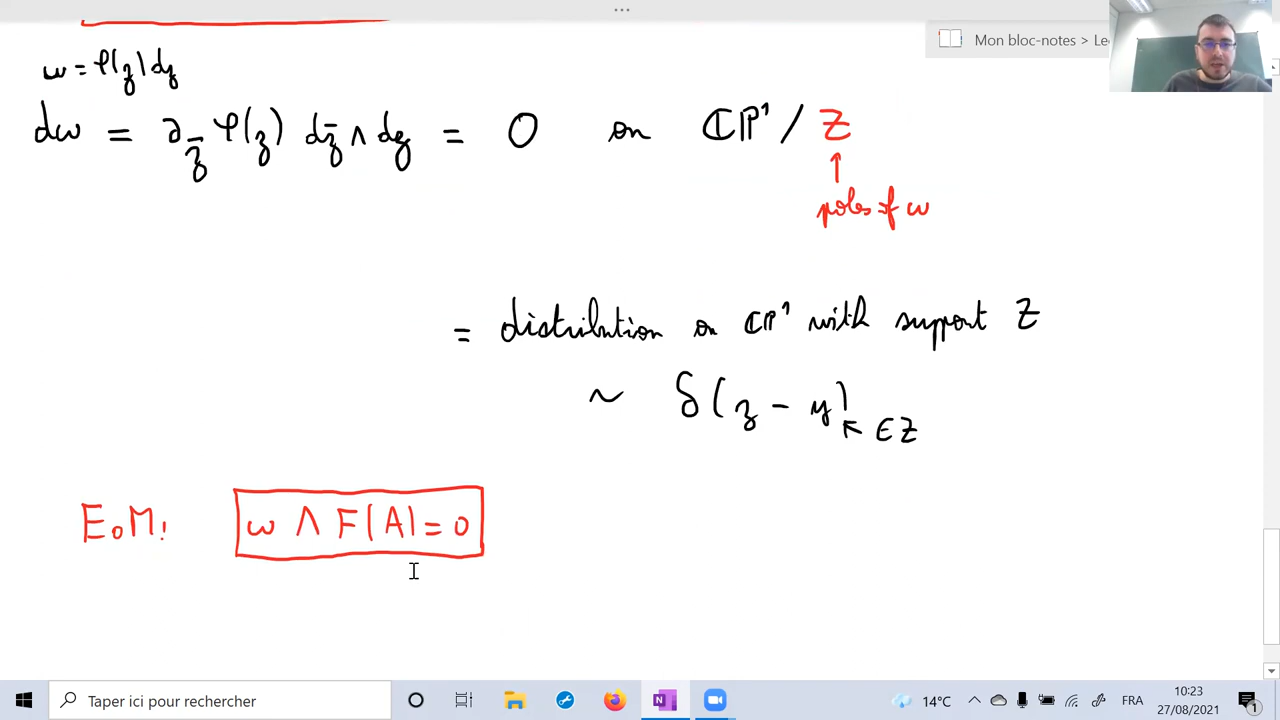 Mon bloc-notes > Le
ω = φ(z)dz
dω = ∂_z̄ φ(z) dz̄ ∧ dz = 0 on ℂℙ¹ / Z
↑
poles of ω
= distribution on ℂℙ¹ with support Z
~ δ(z - y) ↖ ∈ Z
EoM: ω ∧ F(A) = 0
Taper ici pour rechercher
14°C
FRA
10:23
27/08/2021
1